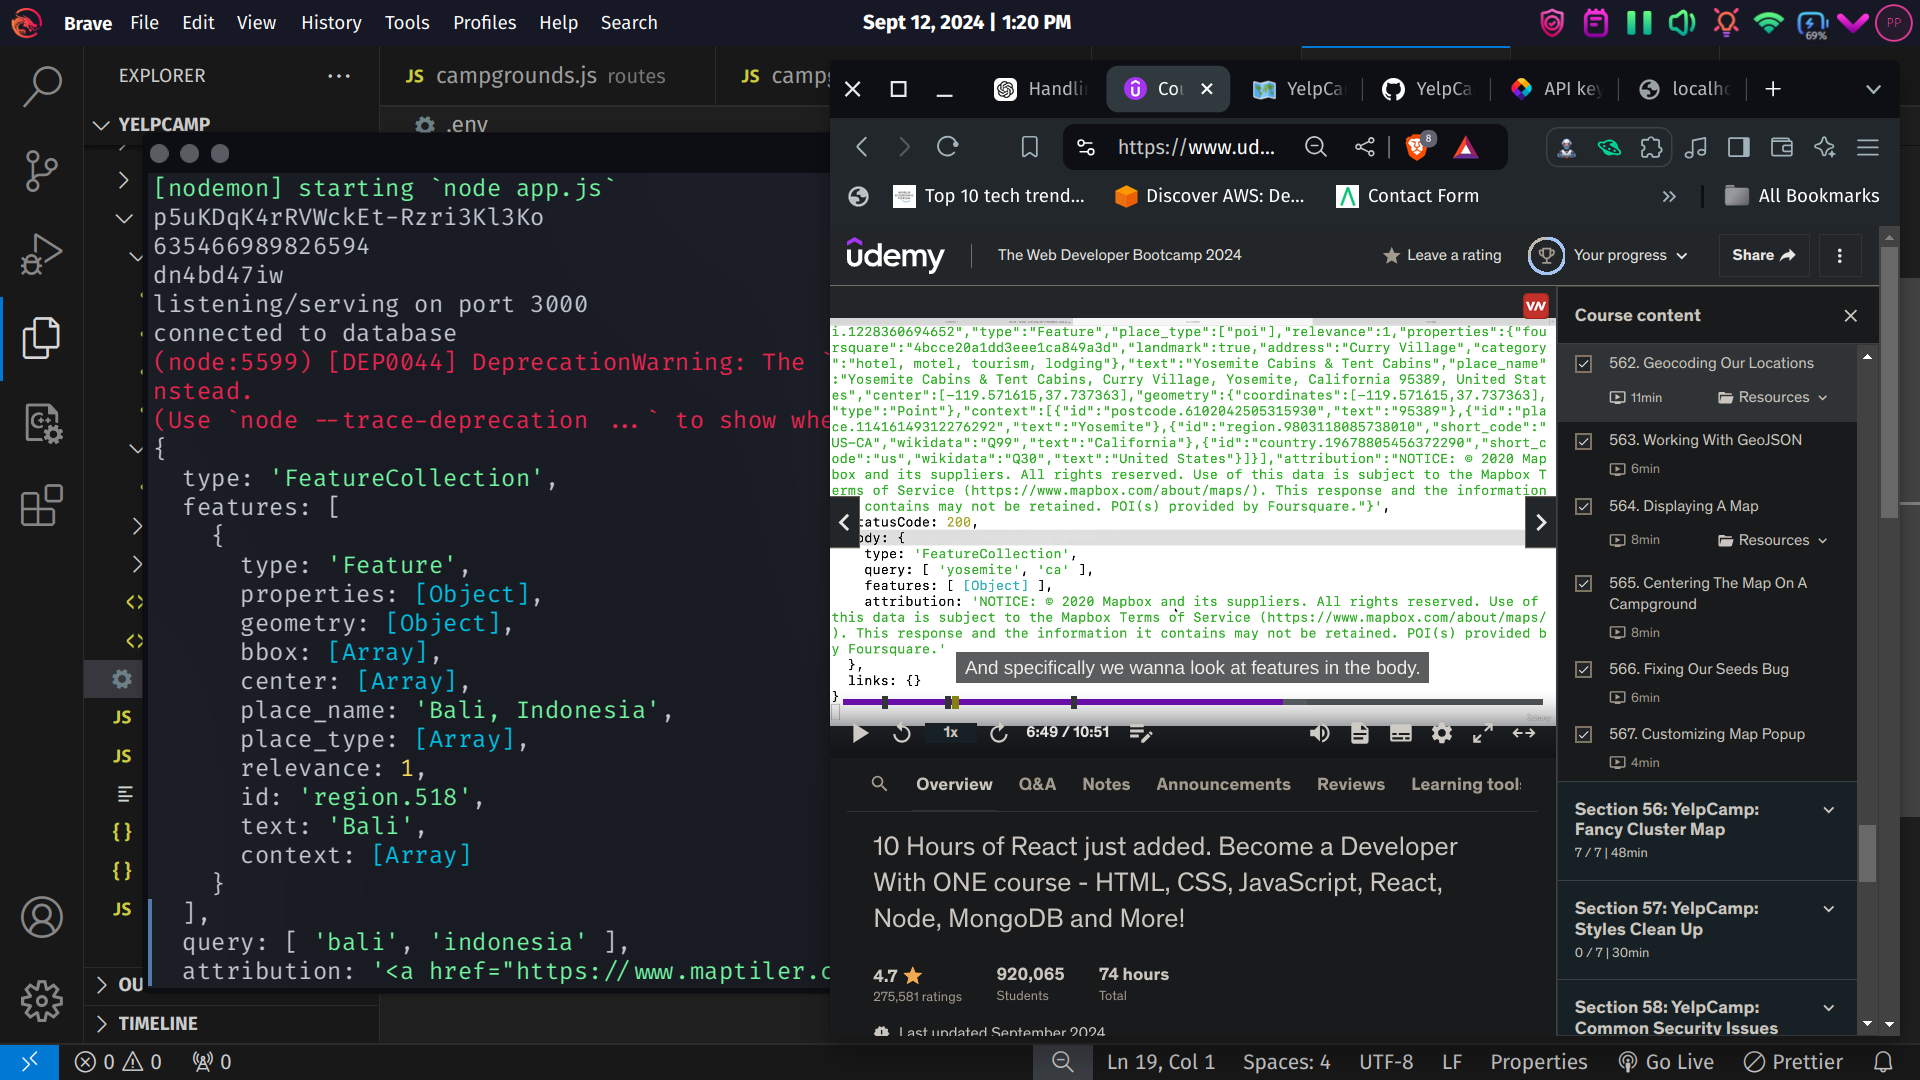 Brave File Edit View History Tools Profiles Help Search
Sept 12, 2024 | 1:20 PM
69%
PP
EXPLORER
JS campgrounds.js routes
JS camp
YELPCAMP
.env
[nodemon] starting `node app.js`
p5uKDqK4rRVWckEt-Rzri3Kl3Ko
635466989826594
dn4bd47iw
listening/serving on port 3000
connected to database
(node:5599) [DEP0044] DeprecationWarning: The `
nstead.
(Use `node --trace-deprecation ...` to show whe
{
type: 'FeatureCollection',
features: [
{
type: 'Feature',
properties: [Object],
geometry: [Object],
bbox: [Array],
center: [Array],
place_name: 'Bali, Indonesia',
place_type: [Array],
relevance: 1,
id: 'region.518',
text: 'Bali',
context: [Array]
}
],
query: [ 'bali', 'indonesia' ],
attribution: '<a href="https://www.maptiler.c
JS
JS
{}
{}
JS
OU
TIMELINE
Handli
Co
YelpCa
YelpCa
API key
localho
https://www.ud...
8
Top 10 tech trend...
Discover AWS: De...
Contact Form
All Bookmarks
udemy
The Web Developer Bootcamp 2024
Leave a rating
Your progress
Share
i.1228360694652","type":"Feature","place_type":["poi"],"relevance":1,"properties":{"fou
rsquare":"4bcce20a1dd3eee1ca849a3d","landmark":true,"address":"Curry Village","category
":"hotel, motel, tourism, lodging"},"text":"Yosemite Cabins & Tent Cabins","place_name"
:"Yosemite Cabins & Tent Cabins, Curry Village, Yosemite, California 95389, United Stat
es","center":[-119.571615,37.737363],"geometry":{"coordinates":[-119.571615,37.737363],
"type":"Point"},"context":[{"id":"postcode.6102042505315930","text":"95389"},{"id":"pla
ce.11416149312276292","text":"Yosemite"},{"id":"region.9803118085738010","short_code":"
US-CA","wikidata":"Q99","text":"California"},{"id":"country.19678805456372290","short_c
ode":"us","wikidata":"Q30","text":"United States"}]}],"attribution":"NOTICE: © 2020 Map
box and its suppliers. All rights reserved. Use of this data is subject to the Mapbox T
erms of Service (https://www.mapbox.com/about/maps/). This response and the information
contains may not be retained. POI(s) provided by Foursquare."}',
tatusCode: 200,
ody: {
type: 'FeatureCollection',
query: [ 'yosemite', 'ca' ],
features: [ [Object] ],
attribution: 'NOTICE: © 2020 Mapbox and its suppliers. All rights reserved. Use of
this data is subject to the Mapbox Terms of Service (https://www.mapbox.com/about/maps/
). This response and the information it contains may not be retained. POI(s) provided b
y Foursquare.'
},
links: {}
}
And specifically we wanna look at features in the body.
1x
6:49 / 10:51
Overview Q&A Notes Announcements Reviews Learning tool
10 Hours of React just added. Become a Developer
With ONE course - HTML, CSS, JavaScript, React,
Node, MongoDB and More!
4.7
275,581 ratings
920,065
Students
74 hours
Total
Last updated September 2024
Course content
562. Geocoding Our Locations
11min
Resources
563. Working With GeoJSON
6min
564. Displaying A Map
8min
Resources
565. Centering The Map On A
Campground
8min
566. Fixing Our Seeds Bug
6min
567. Customizing Map Popup
4min
Section 56: YelpCamp:
Fancy Cluster Map
7 / 7 | 48min
Section 57: YelpCamp:
Styles Clean Up
0 / 7 | 30min
Section 58: YelpCamp:
Common Security Issues
0 0 0
Ln 19, Col 1 Spaces: 4 UTF-8 LF Properties Go Live Prettier